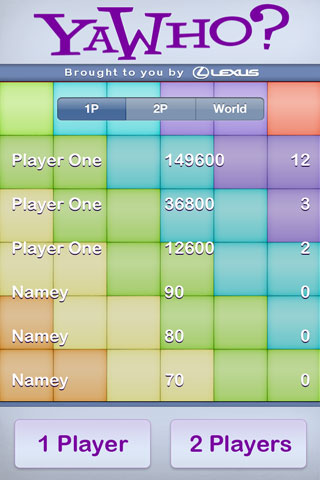 YaWho?
Brought to you by LEXUS
1P 2P World
Player One 149600 12
Player One 36800 3
Player One 12600 2
Namey 90 0
Namey 80 0
Namey 70 0
1 Player 2 Players